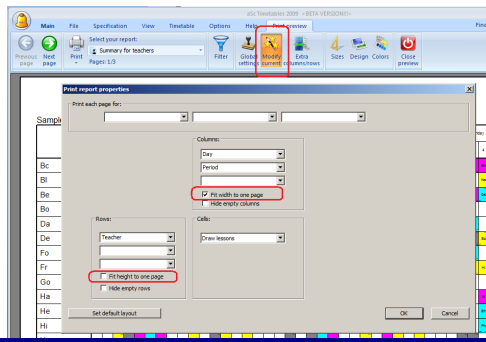 aSc Timetables 2009 - BETA VERSION!!!-
Main File Specification View Timetable Options Help Print preview
Select your report:
Summary for teachers
Pages: 1/3
Previous page
Next page
Print
Filter
Global settings
Modify current
Extra columns/rows
Sizes
Design
Colors
Close preview
Print report properties
Print each page for:
Columns:
Day
Period
Fit width to one page
Hide empty columns
Rows:
Teacher
Fit height to one page
Hide empty rows
Cells:
Draw lessons
Set default layout
OK
Cancel
Bc
Bl
Be
Bo
Da
De
Fo
Fr
Go
Ha
He
Hi